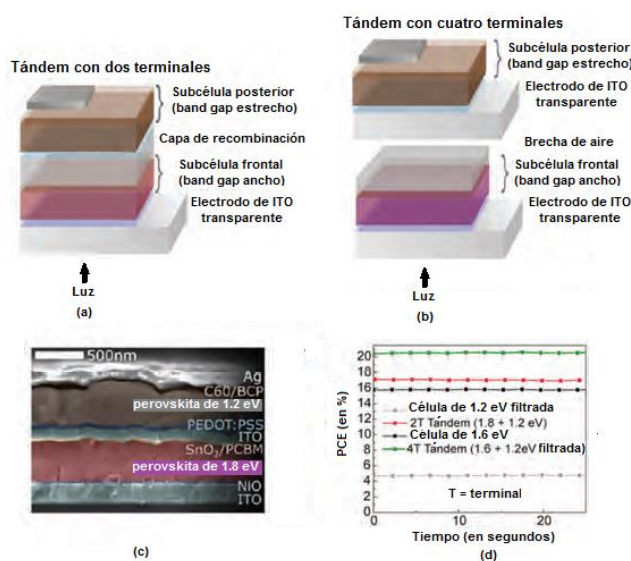 Tándem con dos terminales
Subcélula posterior
(band gap estrecho)
Capa de recombinación
Subcélula frontal
(band gap ancho)
Electrodo de ITO
transparente
Luz
(a)
Tándem con cuatro terminales
Subcélula posterior
(band gap estrecho)
Electrodo de ITO
transparente
Brecha de aire
Subcélula frontal
(band gap ancho)
Electrodo de ITO
transparente
Luz
(b)
500nm
Ag
C60/BCP
perovskita de 1.2 eV
PEDOT:PSS
ITO
SnO2/PCBM
perovskita de 1.8 eV
NiO
ITO
(c)
PCE (en %)
20
18
16
14
12
10
8
6
4
2
0
Célula de 1.2 eV filtrada
2T Tándem (1.8 + 1.2 eV)
Célula de 1.6 eV
4T Tándem (1.6 + 1.2eV filtrada)
T = terminal
0 10 20
Tiempo (en segundos)
(d)